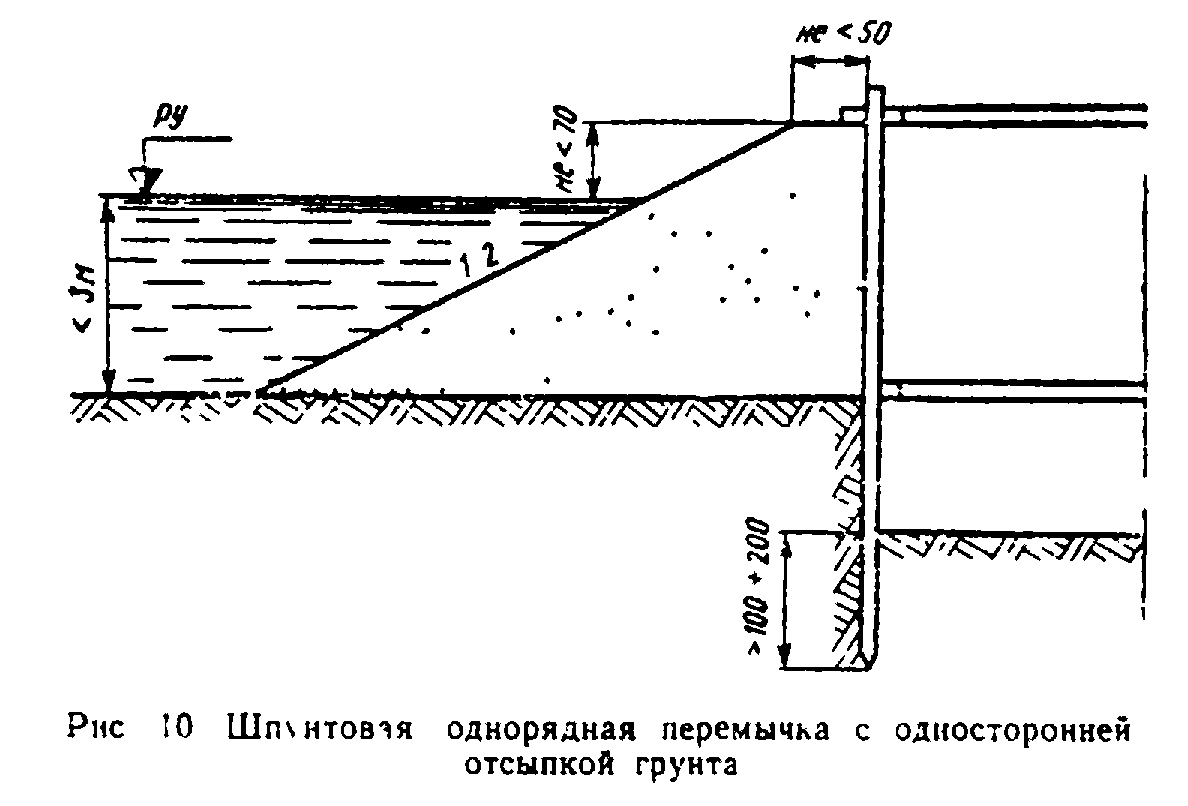 не < 50
РУ
не < 70
< 3м
1 2
>100 + 200
Рис 10 Шпунтовая однорядная перемычка с односторонней
отсыпкой грунта